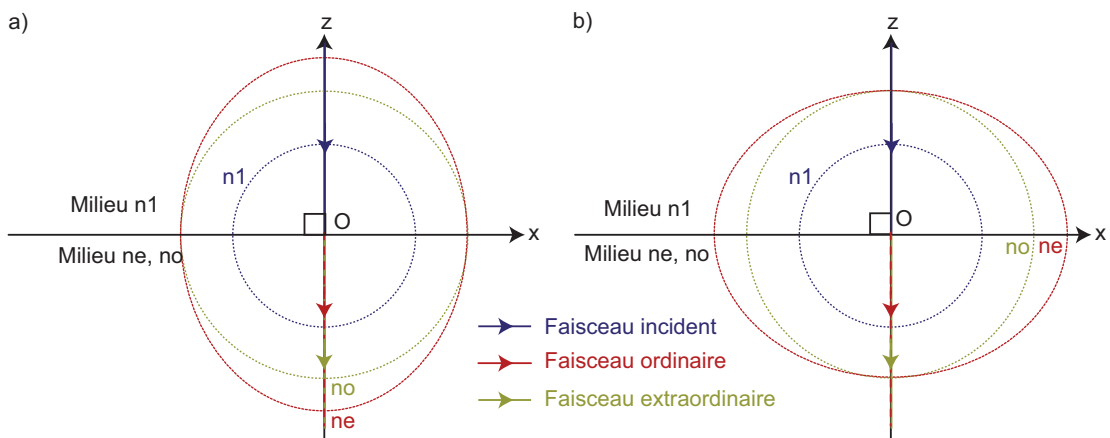 a)
z
n1
Milieu n1
O
x
Milieu ne, no
no
ne
b)
z
n1
Milieu n1
O
x
Milieu ne, no
no
ne
Faisceau incident
Faisceau ordinaire
Faisceau extraordinaire